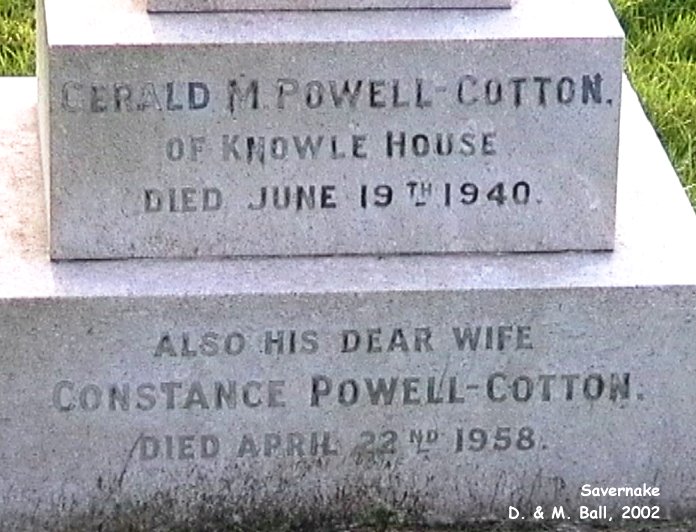 GERALD M. POWELL-COTTON.
OF KNOWLE HOUSE
DIED JUNE 19TH 1940.
ALSO HIS DEAR WIFE
CONSTANCE POWELL-COTTON.
DIED APRIL 22ND 1958.
Savernake
D. & M. Ball, 2002